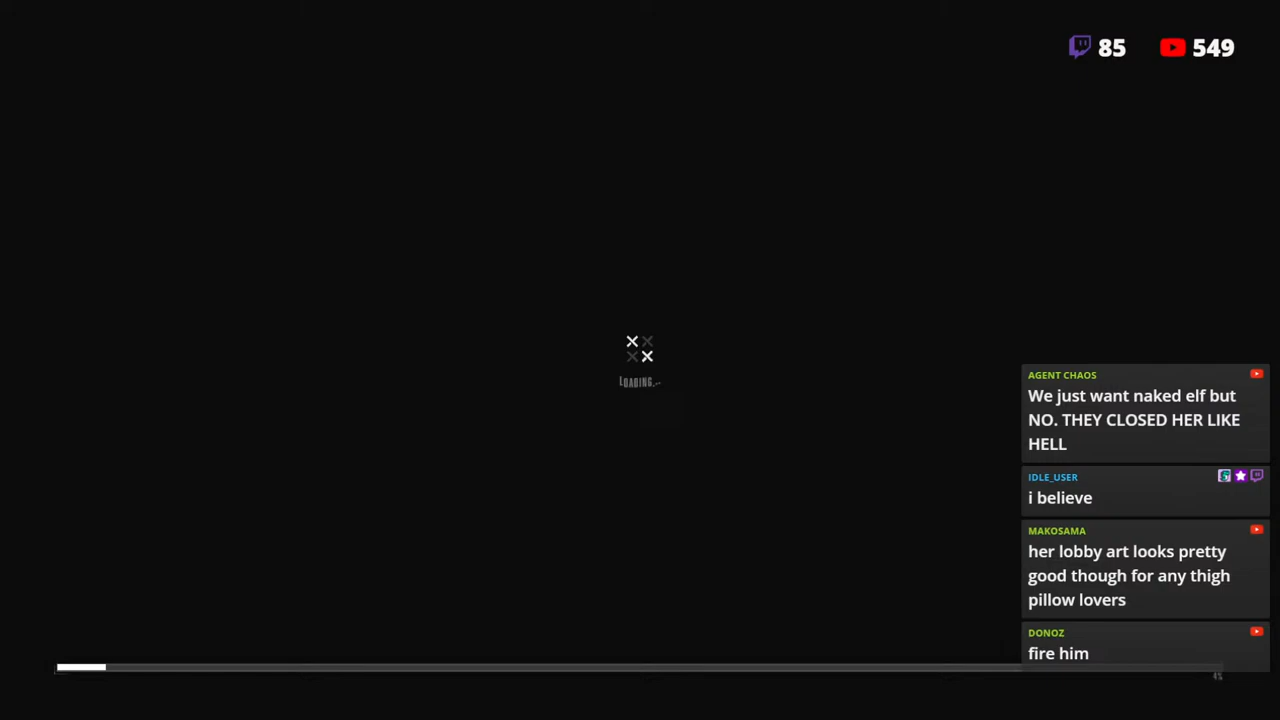 85 549
LOADING...
AGENT CHAOS
We just want naked elf but
NO. THEY CLOSED HER LIKE
HELL
IDLE_USER
i believe
MAKOSAMA
her lobby art looks pretty
good though for any thigh
pillow lovers
DONOZ
fire him
4%